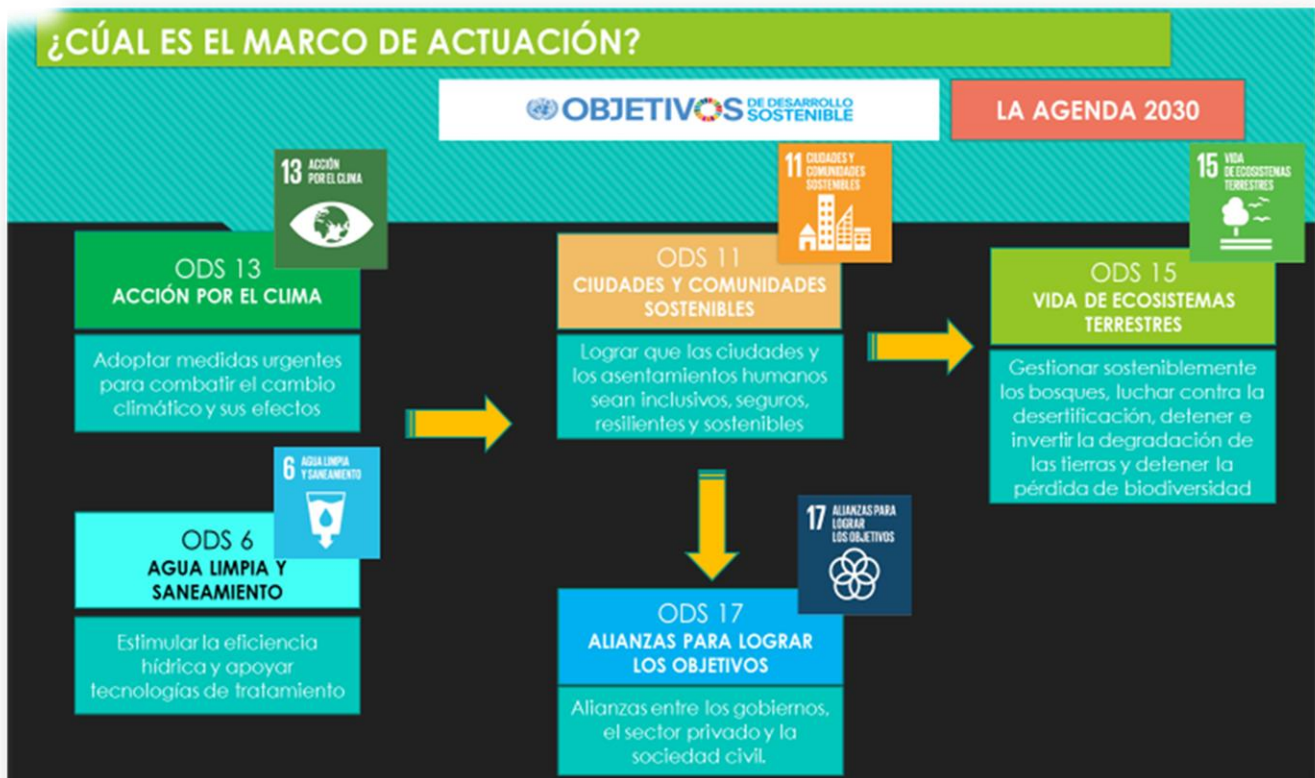 ¿CÚAL ES EL MARCO DE ACTUACIÓN?
OBJETIVOS DE DESARROLLO
SOSTENIBLE
LA AGENDA 2030
13 ACCIÓN
POR EL CLIMA
ODS 13
ACCIÓN POR EL CLIMA
Adoptar medidas urgentes
para combatir el cambio
climático y sus efectos
6 AGUA LIMPIA
Y SANEAMIENTO
ODS 6
AGUA LIMPIA Y
SANEAMIENTO
Estimular la eficiencia
hídrica y apoyar
tecnologías de tratamiento
11 CIUDADES Y
COMUNIDADES
SOSTENIBLES
ODS 11
CIUDADES Y COMUNIDADES
SOSTENIBLES
Lograr que las ciudades y
los asentamientos humanos
sean inclusivos, seguros,
resilientes y sostenibles
17 ALIANZAS PARA
LOGRAR
LOS OBJETIVOS
ODS 17
ALIANZAS PARA LOGRAR
LOS OBJETIVOS
Alianzas entre los gobiernos,
el sector privado y la
sociedad civil.
15 VIDA
DE ECOSISTEMAS
TERRESTRES
ODS 15
VIDA DE ECOSISTEMAS
TERRESTRES
Gestionar sosteniblemente
los bosques, luchar contra la
desertificación, detener e
invertir la degradación de
las tierras y detener la
pérdida de biodiversidad